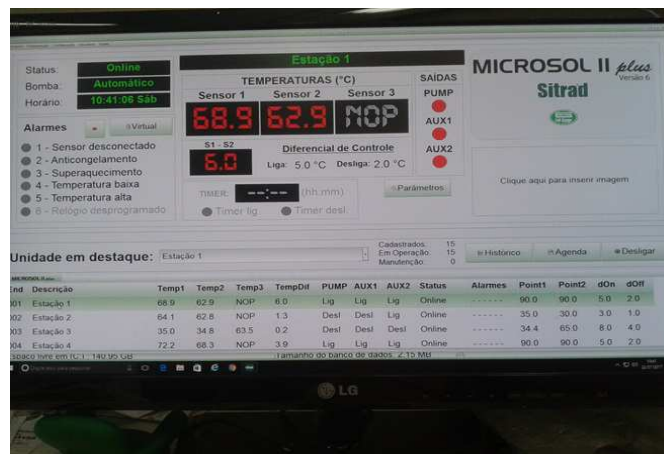 Estação 1
Status: Online
Bomba: Automático
Horário: 10:41:06 Sáb
Alarmes
Virtual
1 - Sensor desconectado
2 - Anticongelamento
3 - Superaquecimento
4 - Temperatura baixa
5 - Temperatura alta
6 - Relógio desprogramado
TEMPERATURAS (°C)
Sensor 1 Sensor 2 Sensor 3
68.9 62.9 NOP
S1 - S2
6.0
Diferencial de Controle
Liga: 5.0 °C Desliga: 2.0 °C
TIMER: --:-- (hh:mm)
Timer lig. Timer desl.
SAÍDAS
PUMP
AUX1
AUX2
Parâmetros
MICROSOL II plus
Versão 6
Sitrad
Clique aqui para inserir imagem
Unidade em destaque: Estação 1
Cadastrados: 15
Em Operação: 15
Manutenção: 0
Histórico Agenda Desligar
End Descrição Temp1 Temp2 Temp3 TempDif PUMP AUX1 AUX2 Status Alarmes Point1 Point2 dOn dOff
001 Estação 1 68.9 62.9 NOP 6.0 Lig Lig Lig Online ------ 90.0 90.0 5.0 2.0
002 Estação 2 64.1 62.8 NOP 1.3 Desl Desl Lig Online ------ 35.0 30.0 3.0 1.0
003 Estação 3 35.0 34.8 63.5 0.2 Desl Desl Desl Online ------ 34.4 65.0 8.0 4.0
004 Estação 4 72.2 68.3 NOP 3.9 Lig Lig Lig Online ------ 90.0 90.0 5.0 2.0
Espaço livre em (C:): 140.95 GB Tamanho do banco de dados: 2.15 MB
LG